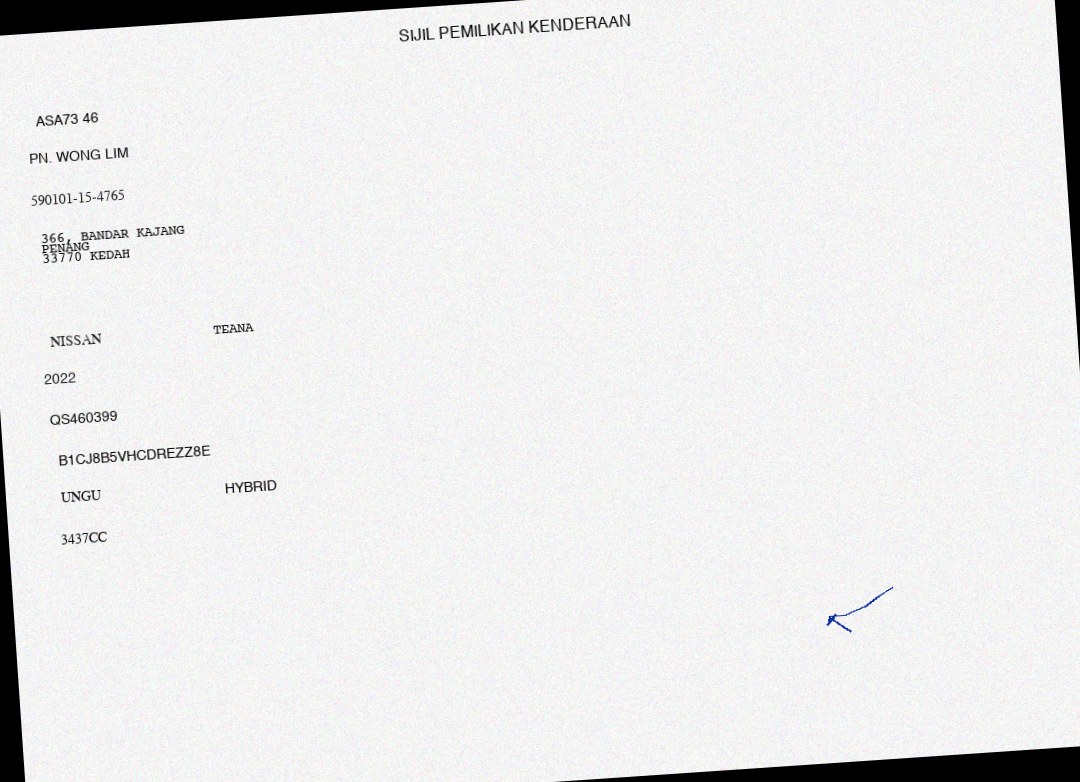 SIJIL PEMILIKAN KENDERAAN
ASA73 46
PN. WONG LIM
590101-15-4765
366, BANDAR KAJANG
PENANG
33770 KEDAH
NISSAN TEANA
2022
QS460399
B1CJ8B5VHCDREZZ8E
UNGU HYBRID
3437CC